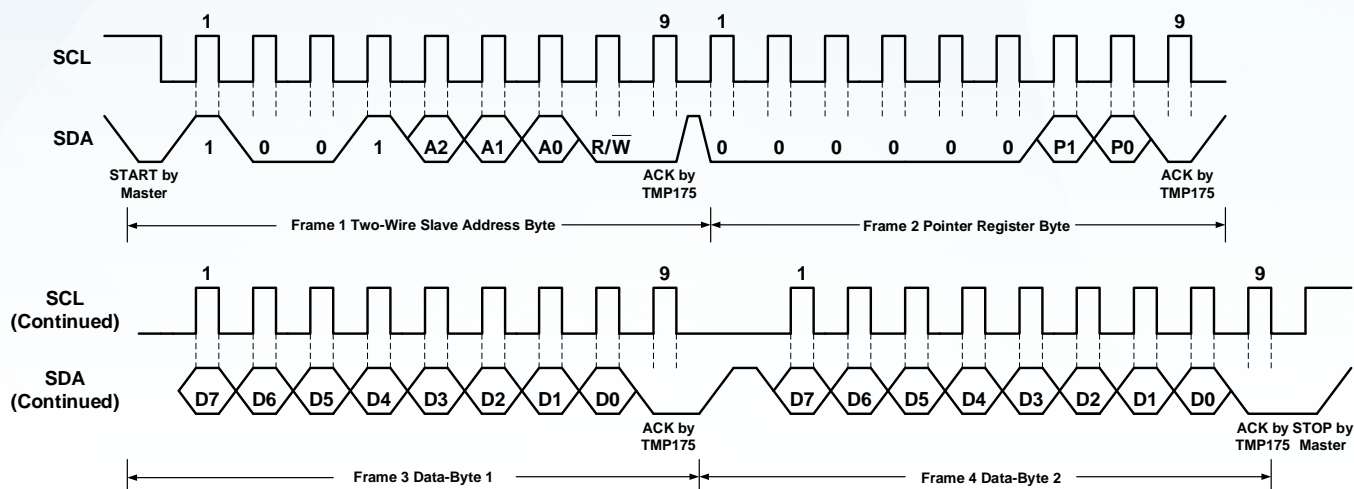 1 9 1 9
SCL
SDA
1 0 0 1 A2 A1 A0 R/W̅ 0 0 0 0 0 0 P1 P0
START by Master
ACK by TMP175
ACK by TMP175
Frame 1 Two-Wire Slave Address Byte
Frame 2 Pointer Register Byte
1 9 1 9
SCL (Continued)
SDA (Continued)
D7 D6 D5 D4 D3 D2 D1 D0 D7 D6 D5 D4 D3 D2 D1 D0
ACK by TMP175
ACK by TMP175
STOP by Master
Frame 3 Data-Byte 1
Frame 4 Data-Byte 2